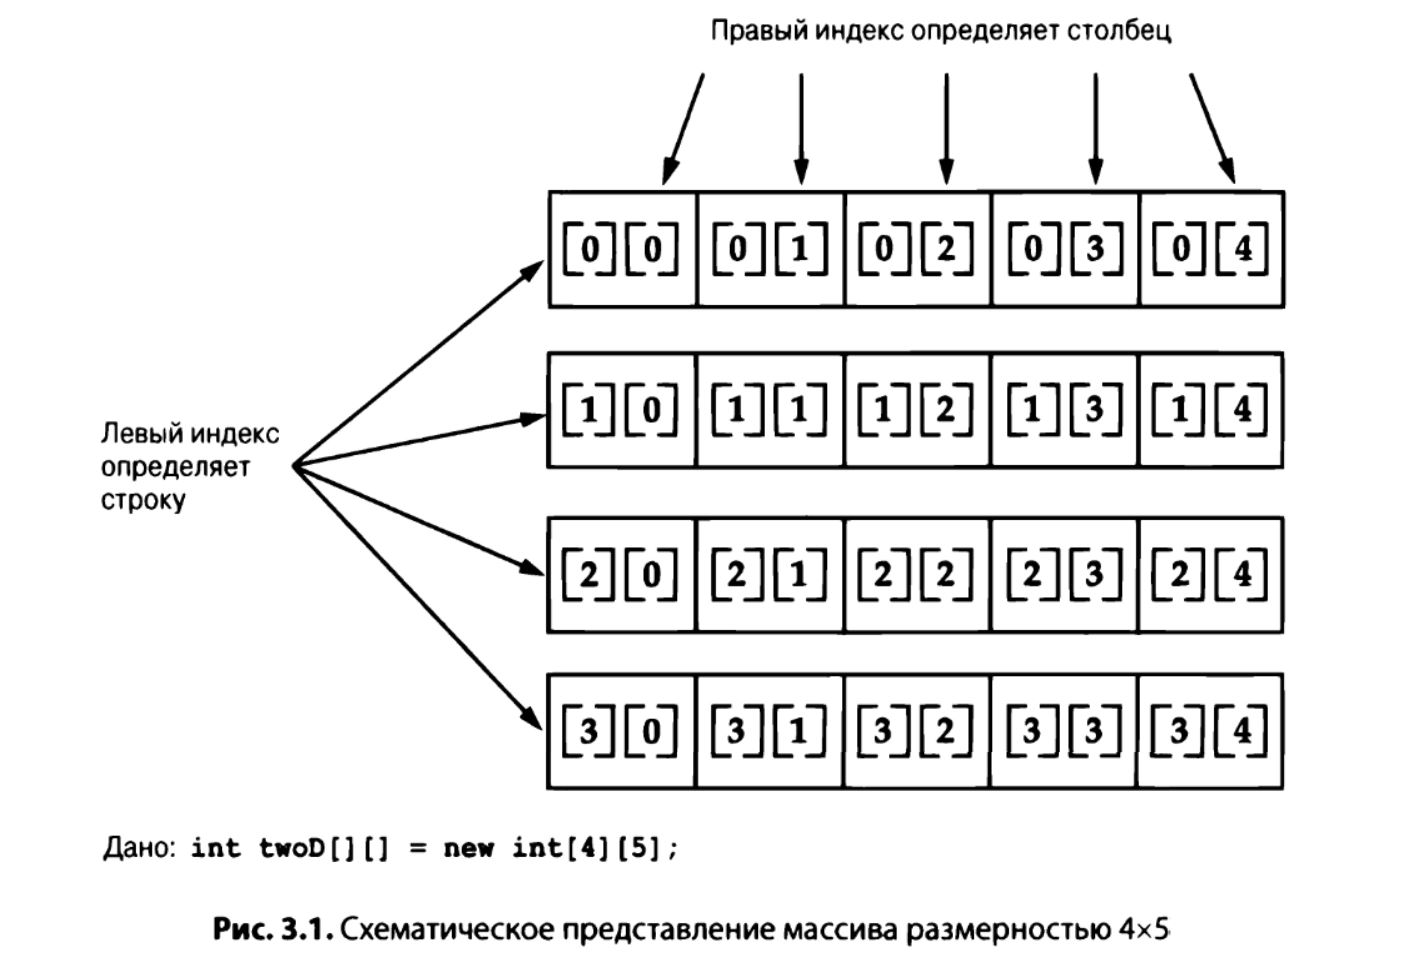 Правый индекс определяет столбец
[0][0] [0][1] [0][2] [0][3] [0][4]
[1][0] [1][1] [1][2] [1][3] [1][4]
Левый индекс
определяет
строку
[2][0] [2][1] [2][2] [2][3] [2][4]
[3][0] [3][1] [3][2] [3][3] [3][4]
Дано: int twoD[][] = new int[4][5];
Рис. 3.1. Схематическое представление массива размерностью 4×5